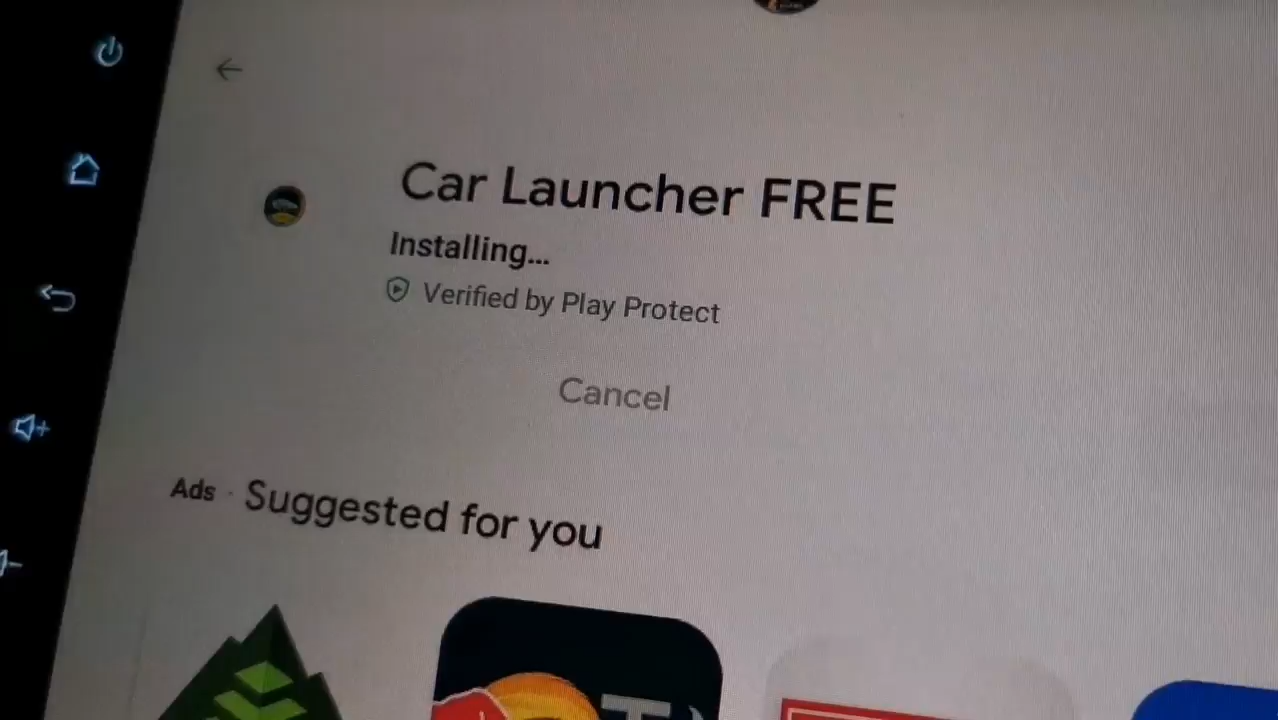 Car Launcher FREE
Installing...
Verified by Play Protect
Cancel
Ads · Suggested for you